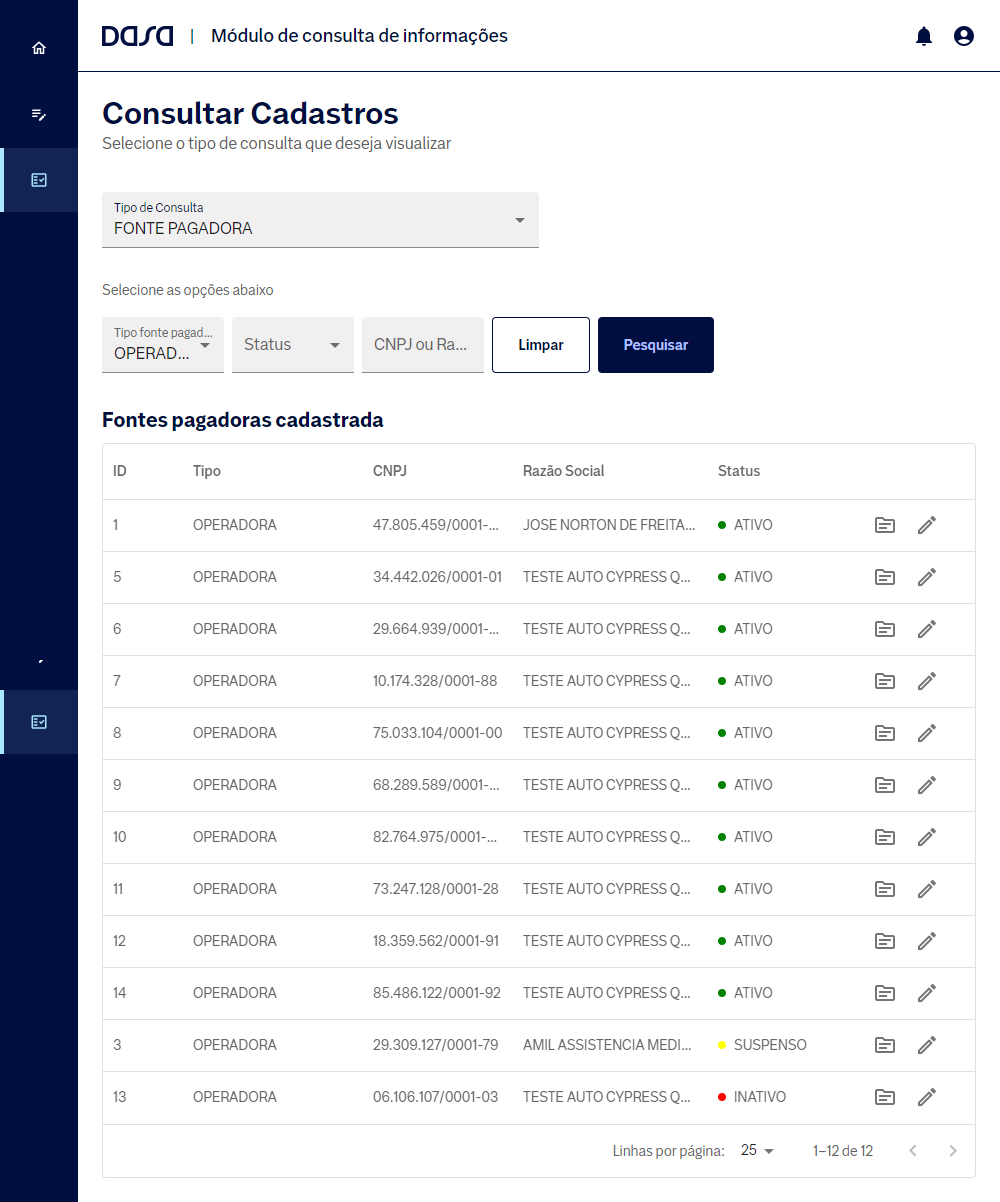 DASA | Módulo de consulta de informações
Consultar Cadastros
Selecione o tipo de consulta que deseja visualizar
Tipo de Consulta
FONTE PAGADORA
Selecione as opções abaixo
Tipo fonte pagad...
OPERAD...
Status
CNPJ ou Ra...
Limpar
Pesquisar
Fontes pagadoras cadastrada
ID Tipo CNPJ Razão Social Status
1 OPERADORA 47.805.459/0001-... JOSE NORTON DE FREITA... ATIVO
5 OPERADORA 34.442.026/0001-01 TESTE AUTO CYPRESS Q... ATIVO
6 OPERADORA 29.664.939/0001-... TESTE AUTO CYPRESS Q... ATIVO
7 OPERADORA 10.174.328/0001-88 TESTE AUTO CYPRESS Q... ATIVO
8 OPERADORA 75.033.104/0001-00 TESTE AUTO CYPRESS Q... ATIVO
9 OPERADORA 68.289.589/0001-... TESTE AUTO CYPRESS Q... ATIVO
10 OPERADORA 82.764.975/0001-... TESTE AUTO CYPRESS Q... ATIVO
11 OPERADORA 73.247.128/0001-28 TESTE AUTO CYPRESS Q... ATIVO
12 OPERADORA 18.359.562/0001-91 TESTE AUTO CYPRESS Q... ATIVO
14 OPERADORA 85.486.122/0001-92 TESTE AUTO CYPRESS Q... ATIVO
3 OPERADORA 29.309.127/0001-79 AMIL ASSISTENCIA MEDI... SUSPENSO
13 OPERADORA 06.106.107/0001-03 TESTE AUTO CYPRESS Q... INATIVO
Linhas por página: 25 1–12 de 12